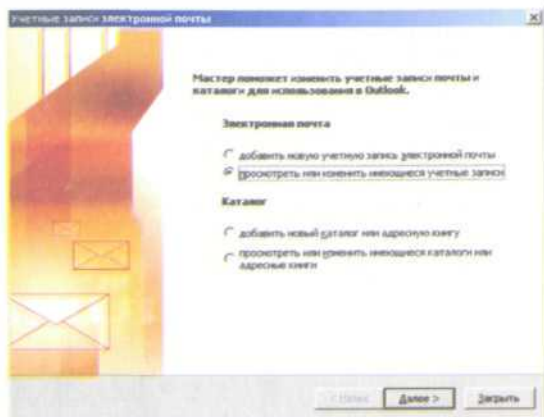 Учетные записи электронной почты
Мастер поможет изменить учетные записи почты и
каталоги для использования в Outlook.
Электронная почта
добавить новую учетную запись электронной почты
просмотреть или изменить имеющиеся учетные записи
Каталог
добавить новый каталог или адресную книгу
просмотреть или изменить имеющиеся каталоги или
адресные книги
< Назад
Далее >
Закрыть